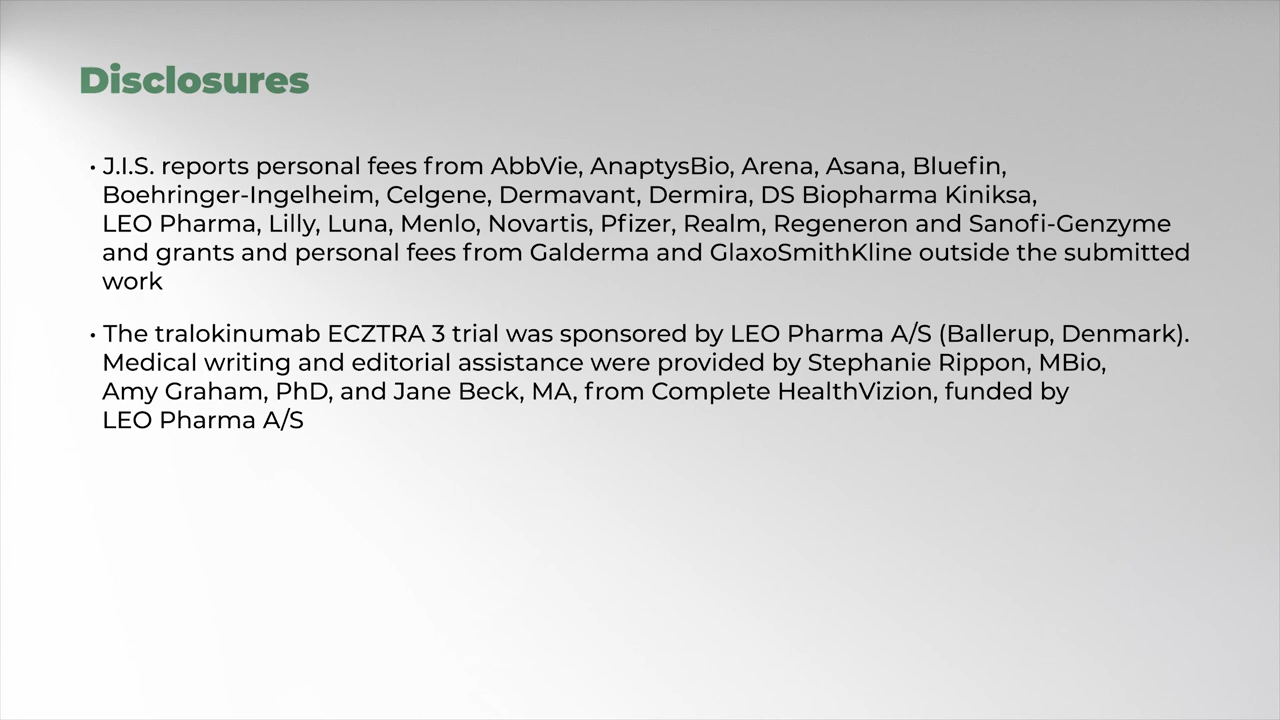 Disclosures
• J.I.S. reports personal fees from AbbVie, AnaptysBio, Arena, Asana, Bluefin,
Boehringer-Ingelheim, Celgene, Dermavant, Dermira, DS Biopharma Kiniksa,
LEO Pharma, Lilly, Luna, Menlo, Novartis, Pfizer, Realm, Regeneron and Sanofi-Genzyme
and grants and personal fees from Galderma and GlaxoSmithKline outside the submitted
work
• The tralokinumab ECZTRA 3 trial was sponsored by LEO Pharma A/S (Ballerup, Denmark).
Medical writing and editorial assistance were provided by Stephanie Rippon, MBio,
Amy Graham, PhD, and Jane Beck, MA, from Complete HealthVizion, funded by
LEO Pharma A/S